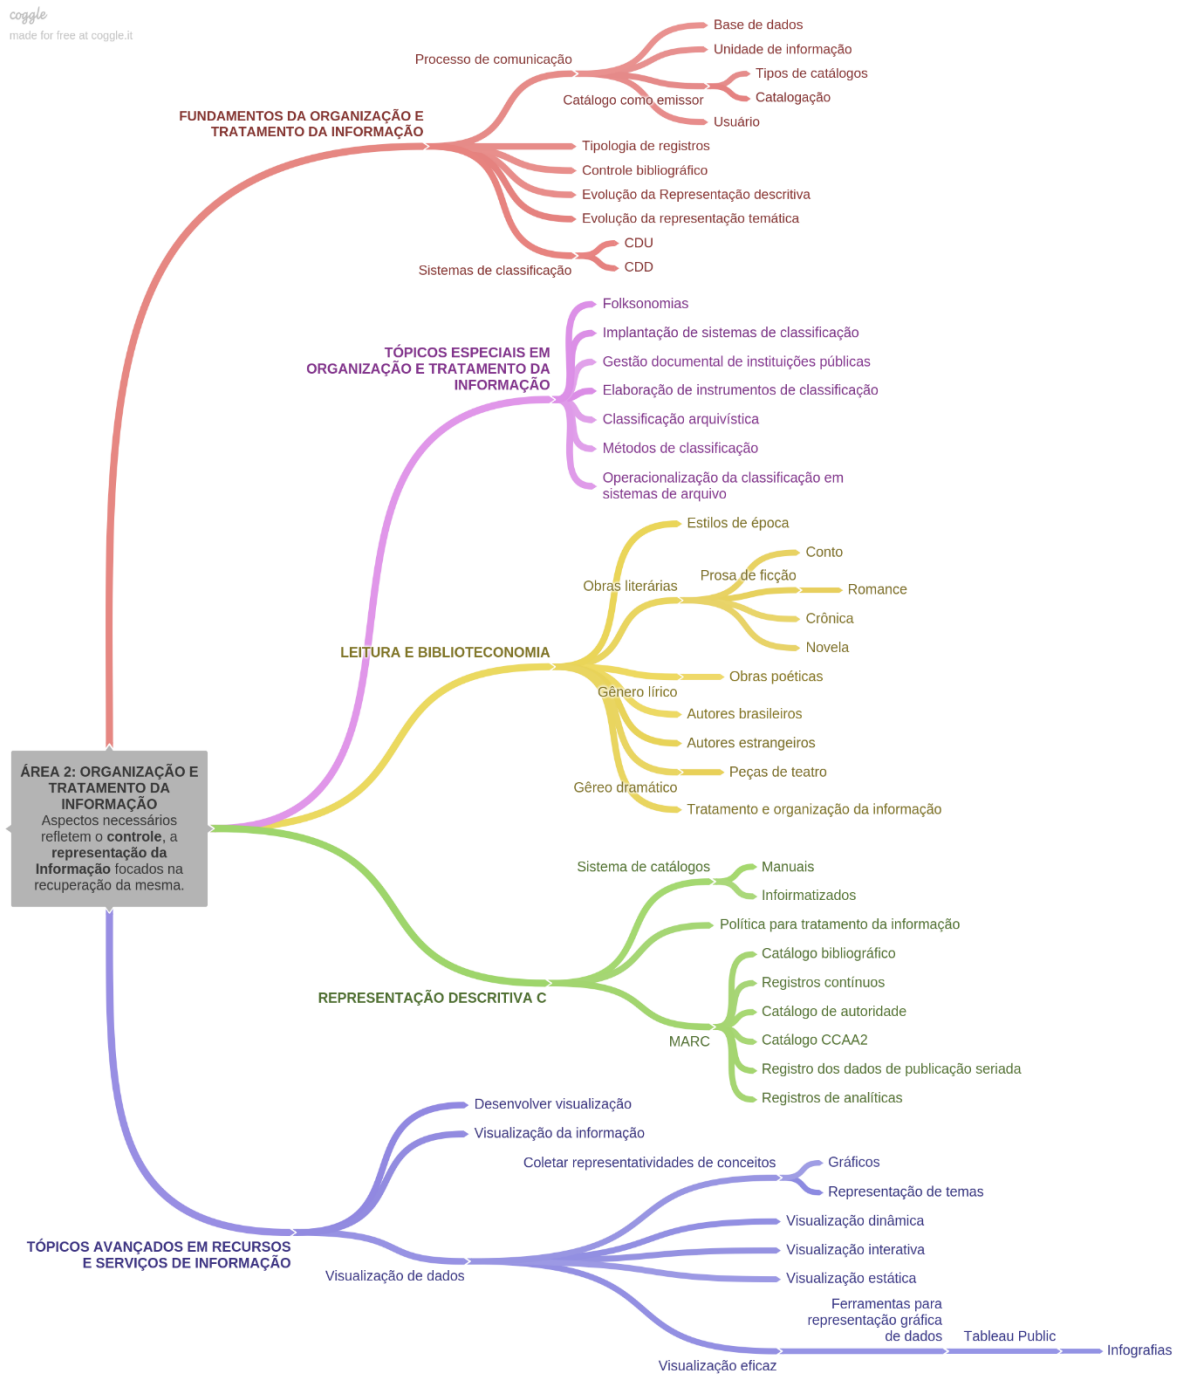 coggle
made for free at coggle.it
Base de dados
Processo de comunicação
Unidade de informação
Tipos de catálogos
Catálogo como emissor
Catalogação
Usuário
FUNDAMENTOS DA ORGANIZAÇÃO E
TRATAMENTO DA INFORMAÇÃO
Tipologia de registros
Controle bibliográfico
Evolução da Representação descritiva
Evolução da representação temática
CDU
CDD
Sistemas de classificação
Folksonomias
Implantação de sistemas de classificação
TÓPICOS ESPECIAIS EM
ORGANIZAÇÃO E TRATAMENTO DA
INFORMAÇÃO
Gestão documental de instituições públicas
Elaboração de instrumentos de classificação
Classificação arquivística
Métodos de classificação
Operacionalização da classificação em
sistemas de arquivo
Estilos de época
Conto
Prosa de ficção
Obras literárias
Romance
Crônica
Novela
LEITURA E BIBLIOTECONOMIA
Obras poéticas
Gênero lírico
Autores brasileiros
Autores estrangeiros
Peças de teatro
Gêreo dramático
Tratamento e organização da informação
ÁREA 2: ORGANIZAÇÃO E
TRATAMENTO DA
INFORMAÇÃO
Aspectos necessários
refletem o controle, a
representação da
Informação focados na
recuperação da mesma.
Sistema de catálogos
Manuais
Infoirmatizados
Política para tratamento da informação
Catálogo bibliográfico
Registros contínuos
REPRESENTAÇÃO DESCRITIVA C
Catálogo de autoridade
MARC
Catálogo CCAA2
Registro dos dados de publicação seriada
Registros de analíticas
Desenvolver visualização
Visualização da informação
Coletar representatividades de conceitos
Gráficos
Representação de temas
Visualização dinâmica
TÓPICOS AVANÇADOS EM RECURSOS
E SERVIÇOS DE INFORMAÇÃO
Visualização interativa
Visualização de dados
Visualização estática
Ferramentas para
representação gráfica
de dados
Tableau Public
Infografias
Visualização eficaz